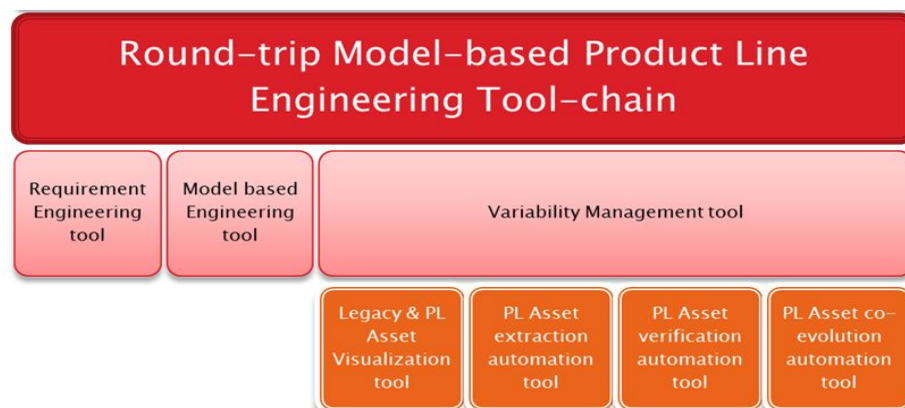 Round-trip Model-based Product Line
Engineering Tool-chain
Requirement
Engineering
tool
Model based
Engineering
tool
Variability Management tool
Legacy & PL
Asset
Visualization
tool
PL Asset
extraction
automation
tool
PL Asset
verification
automation
tool
PL Asset co-
evolution
automation
tool